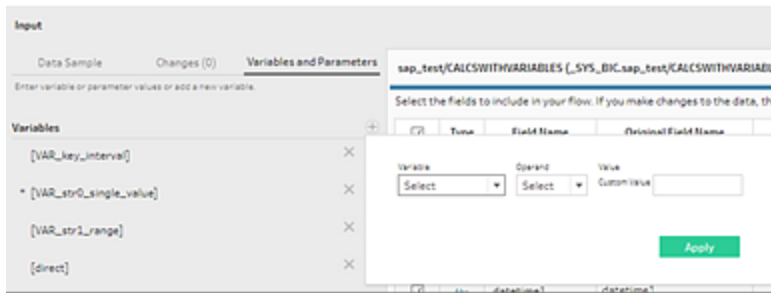 Input
Data Sample
Changes (0)
Variables and Parameters
Enter variable or parameter values or add a new variable.
Variables
[VAR_key_interval]
* [VAR_str0_single_value]
[VAR_str1_range]
[direct]
sap_test/CALCSWITHVARIABLES (_SYS_BIC.sap_test/CALCSWITHVARIABL
Select the fields to include in your flow. If you make changes to the data, th
Type
Field Name
Original Field Name
Variable
Operand
Value
Select
Select
Custom Value
Apply
datetime1
datetime1